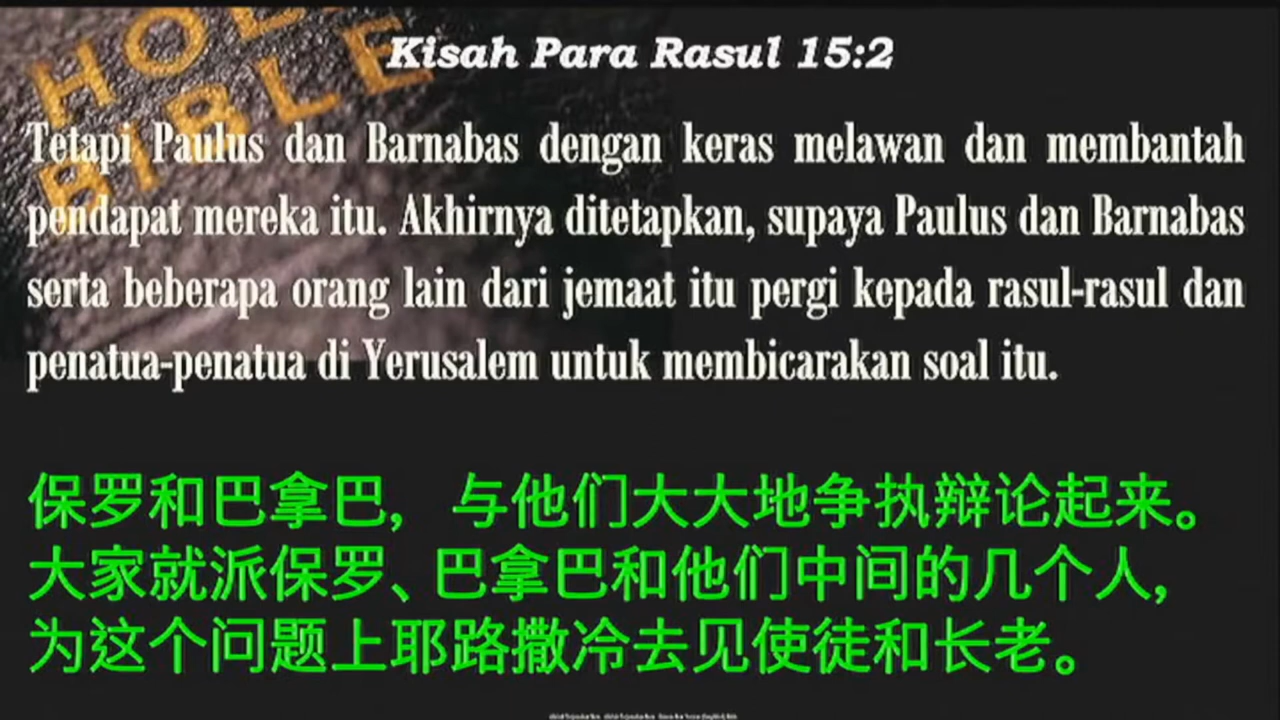 HOLY
BIBLE
Kisah Para Rasul 15:2
Tetapi Paulus dan Barnabas dengan keras melawan dan membantah
pendapat mereka itu. Akhirnya ditetapkan, supaya Paulus dan Barnabas
serta beberapa orang lain dari jemaat itu pergi kepada rasul-rasul dan
penatua-penatua di Yerusalem untuk membicarakan soal itu.
保罗和巴拿巴，与他们大大地争执辩论起来。
大家就派保罗、巴拿巴和他们中间的几个人，
为这个问题上耶路撒冷去见使徒和长老。